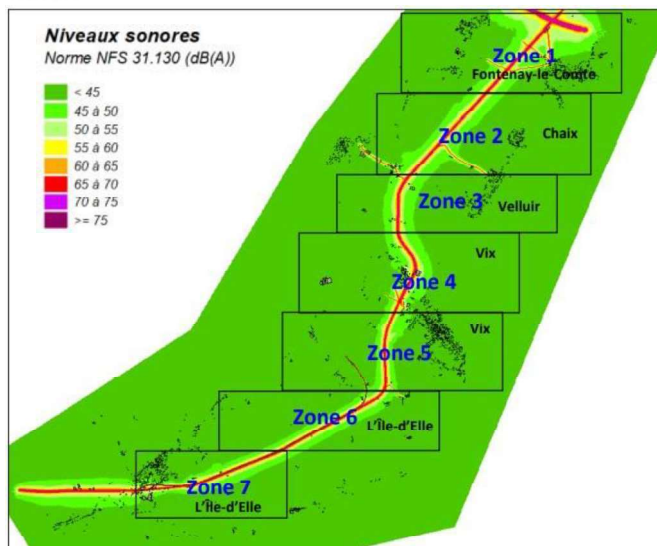 Niveaux sonores
Norme NFS 31.130 (dB(A))
< 45
45 à 50
50 à 55
55 à 60
60 à 65
65 à 70
70 à 75
>= 75
Zone 1
Fontenay-le-Comte
Zone 2
Chaix
Zone 3
Velluir
Vix
Zone 4
Vix
Zone 5
Zone 6
L'Île-d'Elle
Zone 7
L'Île-d'Elle